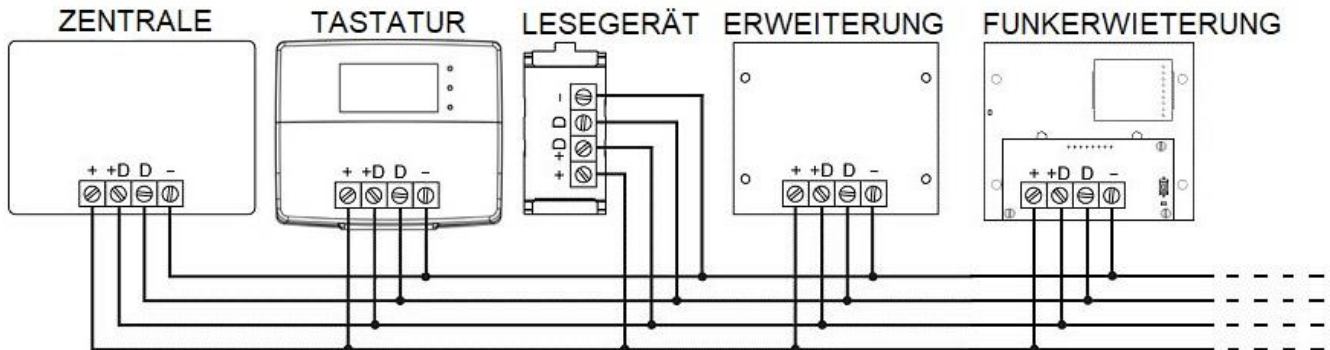 ZENTRALE TASTATUR LESEGERÄT ERWEITERUNG FUNKERWIETERUNG
+ +D D –
+ +D D –
– D +D +
+ +D D –
+ +D D –